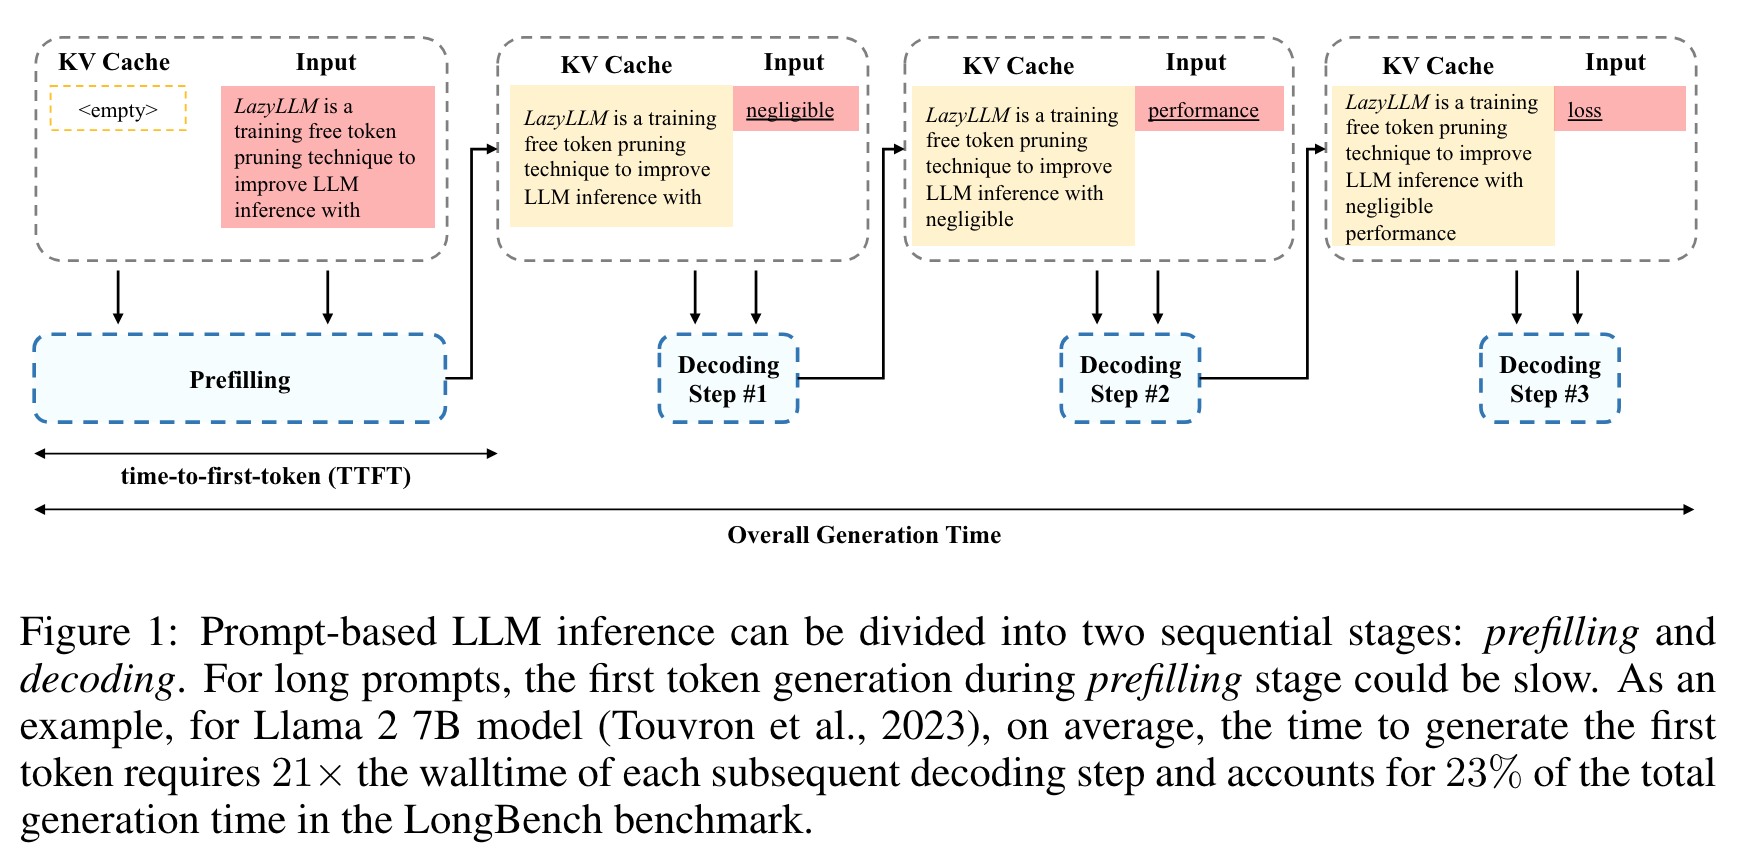 KV Cache
Input
<empty>
LazyLLM is a
training free token
pruning technique to
improve LLM
inference with
KV Cache
Input
LazyLLM is a training
free token pruning
technique to improve
LLM inference with
negligible
KV Cache
Input
LazyLLM is a training
free token pruning
technique to improve
LLM inference with
negligible
performance
KV Cache
Input
LazyLLM is a training
free token pruning
technique to improve
LLM inference with
negligible
performance
loss
Prefilling
Decoding
Step #1
Decoding
Step #2
Decoding
Step #3
time-to-first-token (TTFT)
Overall Generation Time
Figure 1: Prompt-based LLM inference can be divided into two sequential stages: prefilling and
decoding. For long prompts, the first token generation during prefilling stage could be slow. As an
example, for Llama 2 7B model (Touvron et al., 2023), on average, the time to generate the first
token requires 21× the walltime of each subsequent decoding step and accounts for 23% of the total
generation time in the LongBench benchmark.